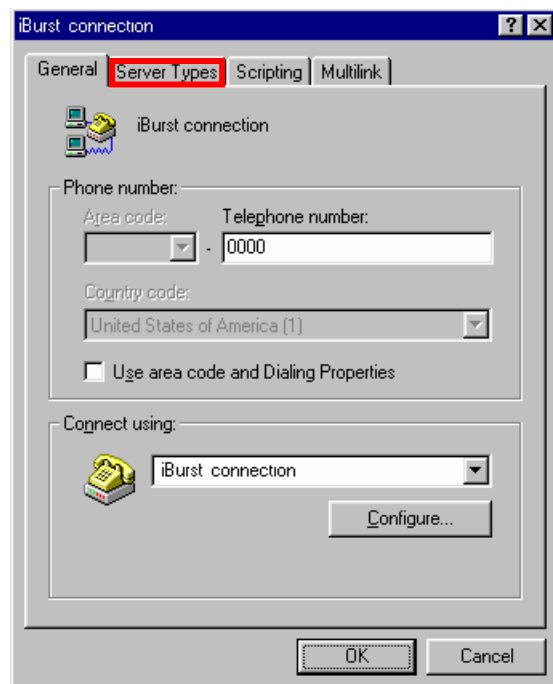 iBurst connection
General Server Types Scripting Multilink
iBurst connection
Phone number:
Area code: Telephone number:
- 0000
Country code:
United States of America (1)
Use area code and Dialing Properties
Connect using:
iBurst connection
Configure...
OK Cancel